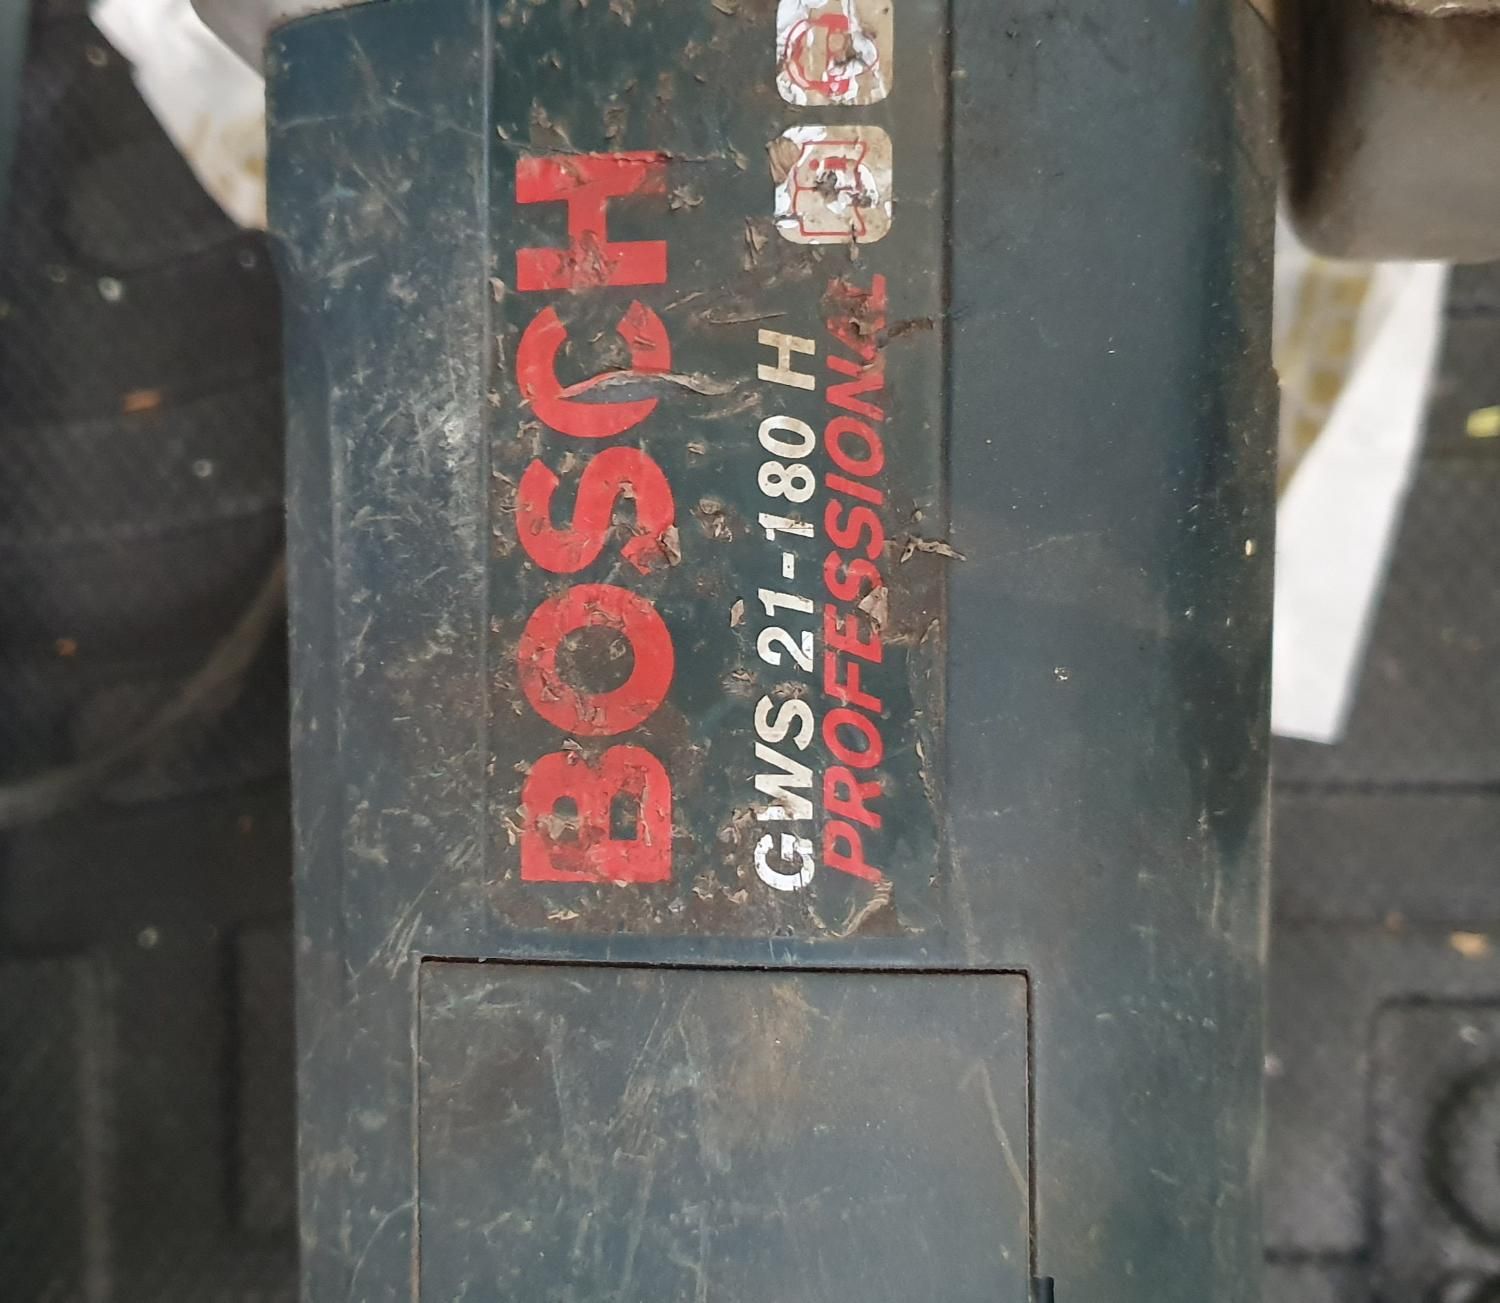 BOSCH
GWS 21-180 H
PROFESSIONAL